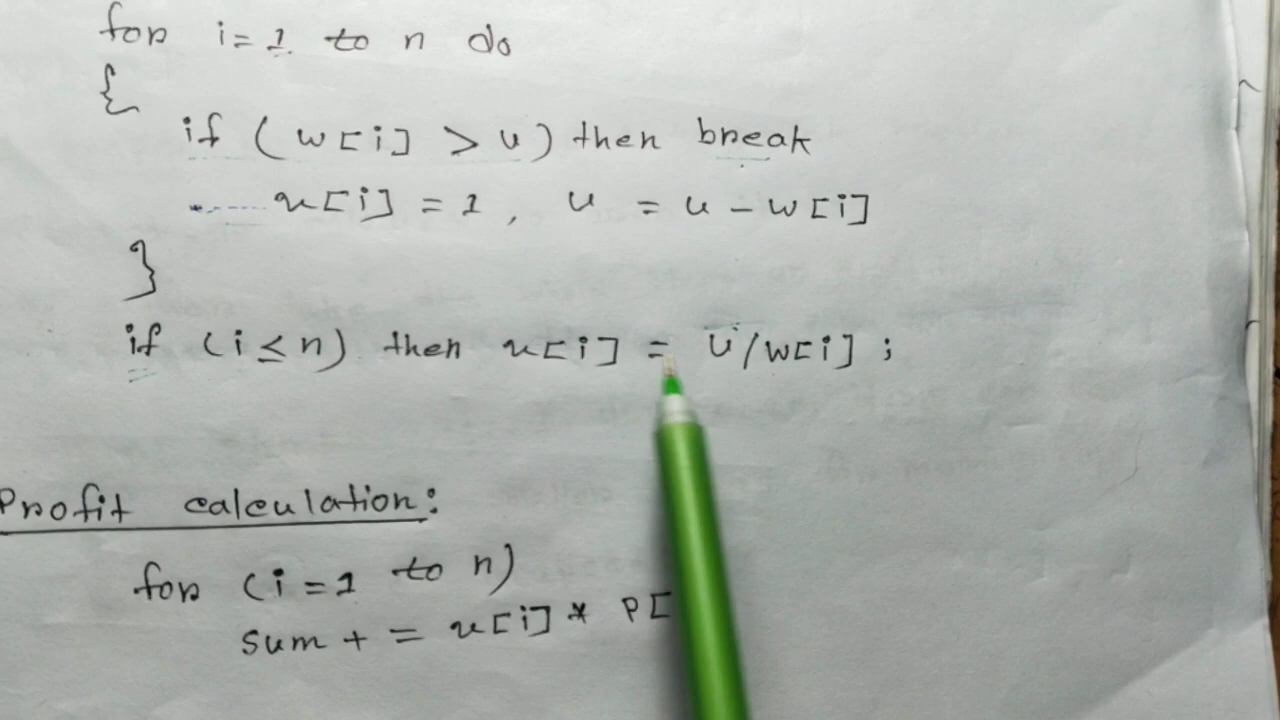 for i = 1 to n do
{
if ( w[i] > u ) then break
x[i] = 1 , u = u - w[i]
}
if (i ≤ n) then x[i] = u/w[i] ;
Profit calculation:
for (i = 1 to n)
sum + = x[i] * P[